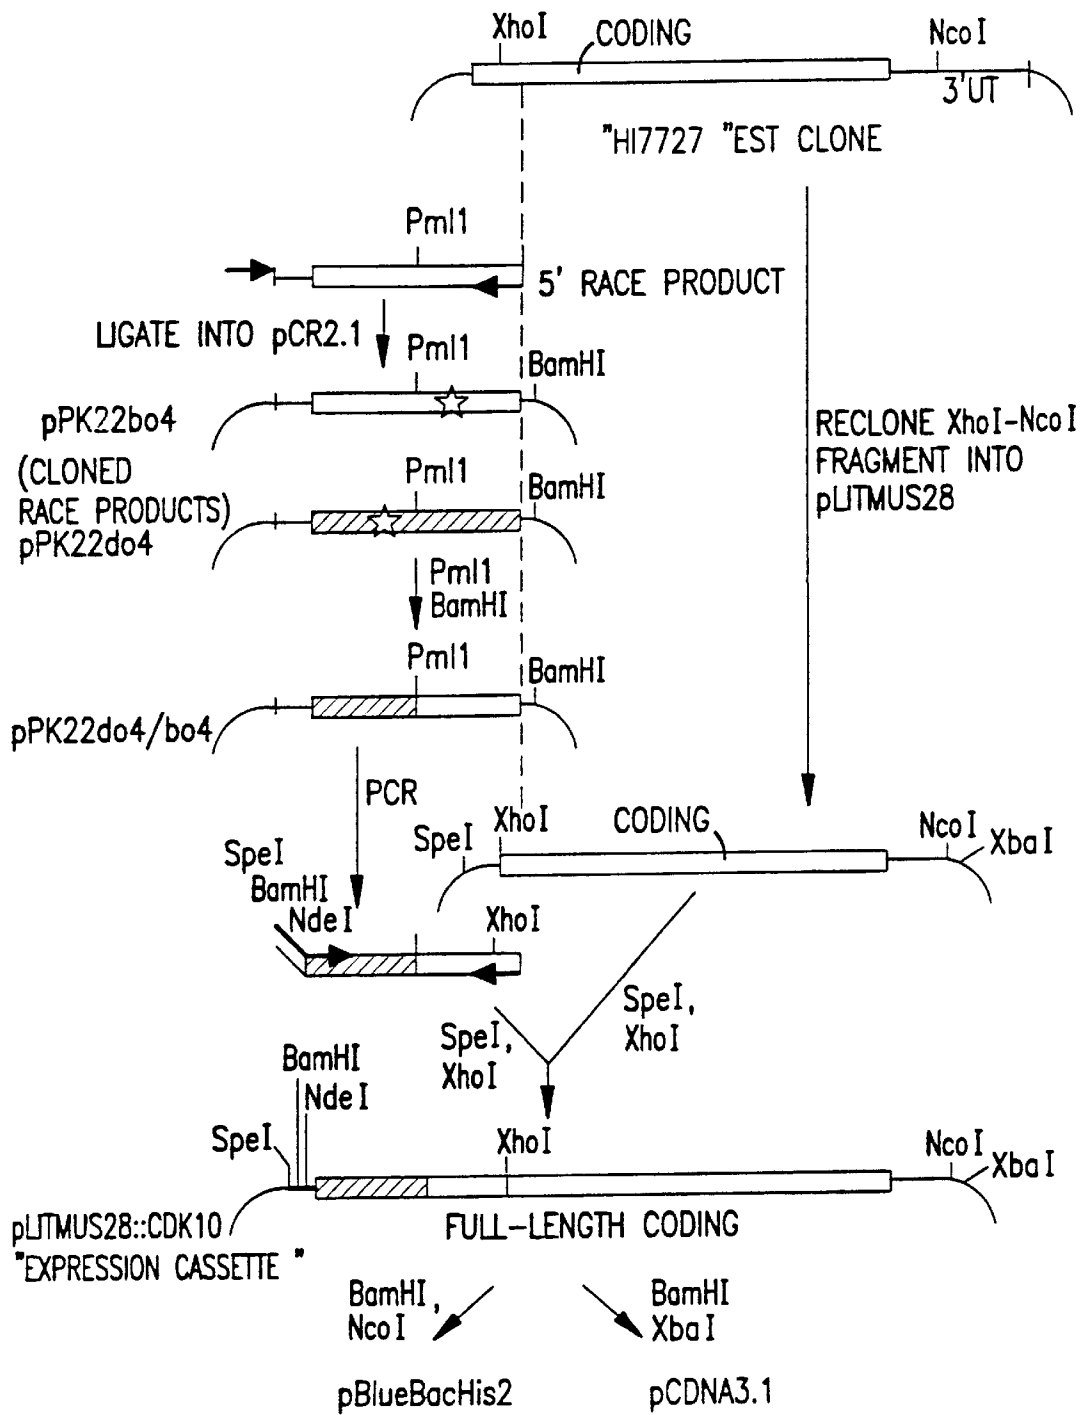 XhoI
CODING
NcoI
3'UT
"HI7727 "EST CLONE
PmI1
5' RACE PRODUCT
LIGATE INTO pCR2.1
PmI1
BamHI
pPK22bo4
(CLONED
RACE PRODUCTS)
PmI1
BamHI
pPK22do4
RECLONE XhoI-NcoI
FRAGMENT INTO
pLITMUS28
PmI1
BamHI
PmI1
BamHI
pPK22do4/bo4
PCR
SpeI
BamHI
NdeI
XhoI
SpeI
XhoI
CODING
NcoI
XbaI
SpeI,
XhoI
SpeI,
XhoI
BamHI
NdeI
SpeI
XhoI
NcoI
XbaI
pLITMUS28::CDK10
"EXPRESSION CASSETTE "
FULL-LENGTH CODING
BamHI,
NcoI
BamHI
XbaI
pBlueBacHis2
pCDNA3.1